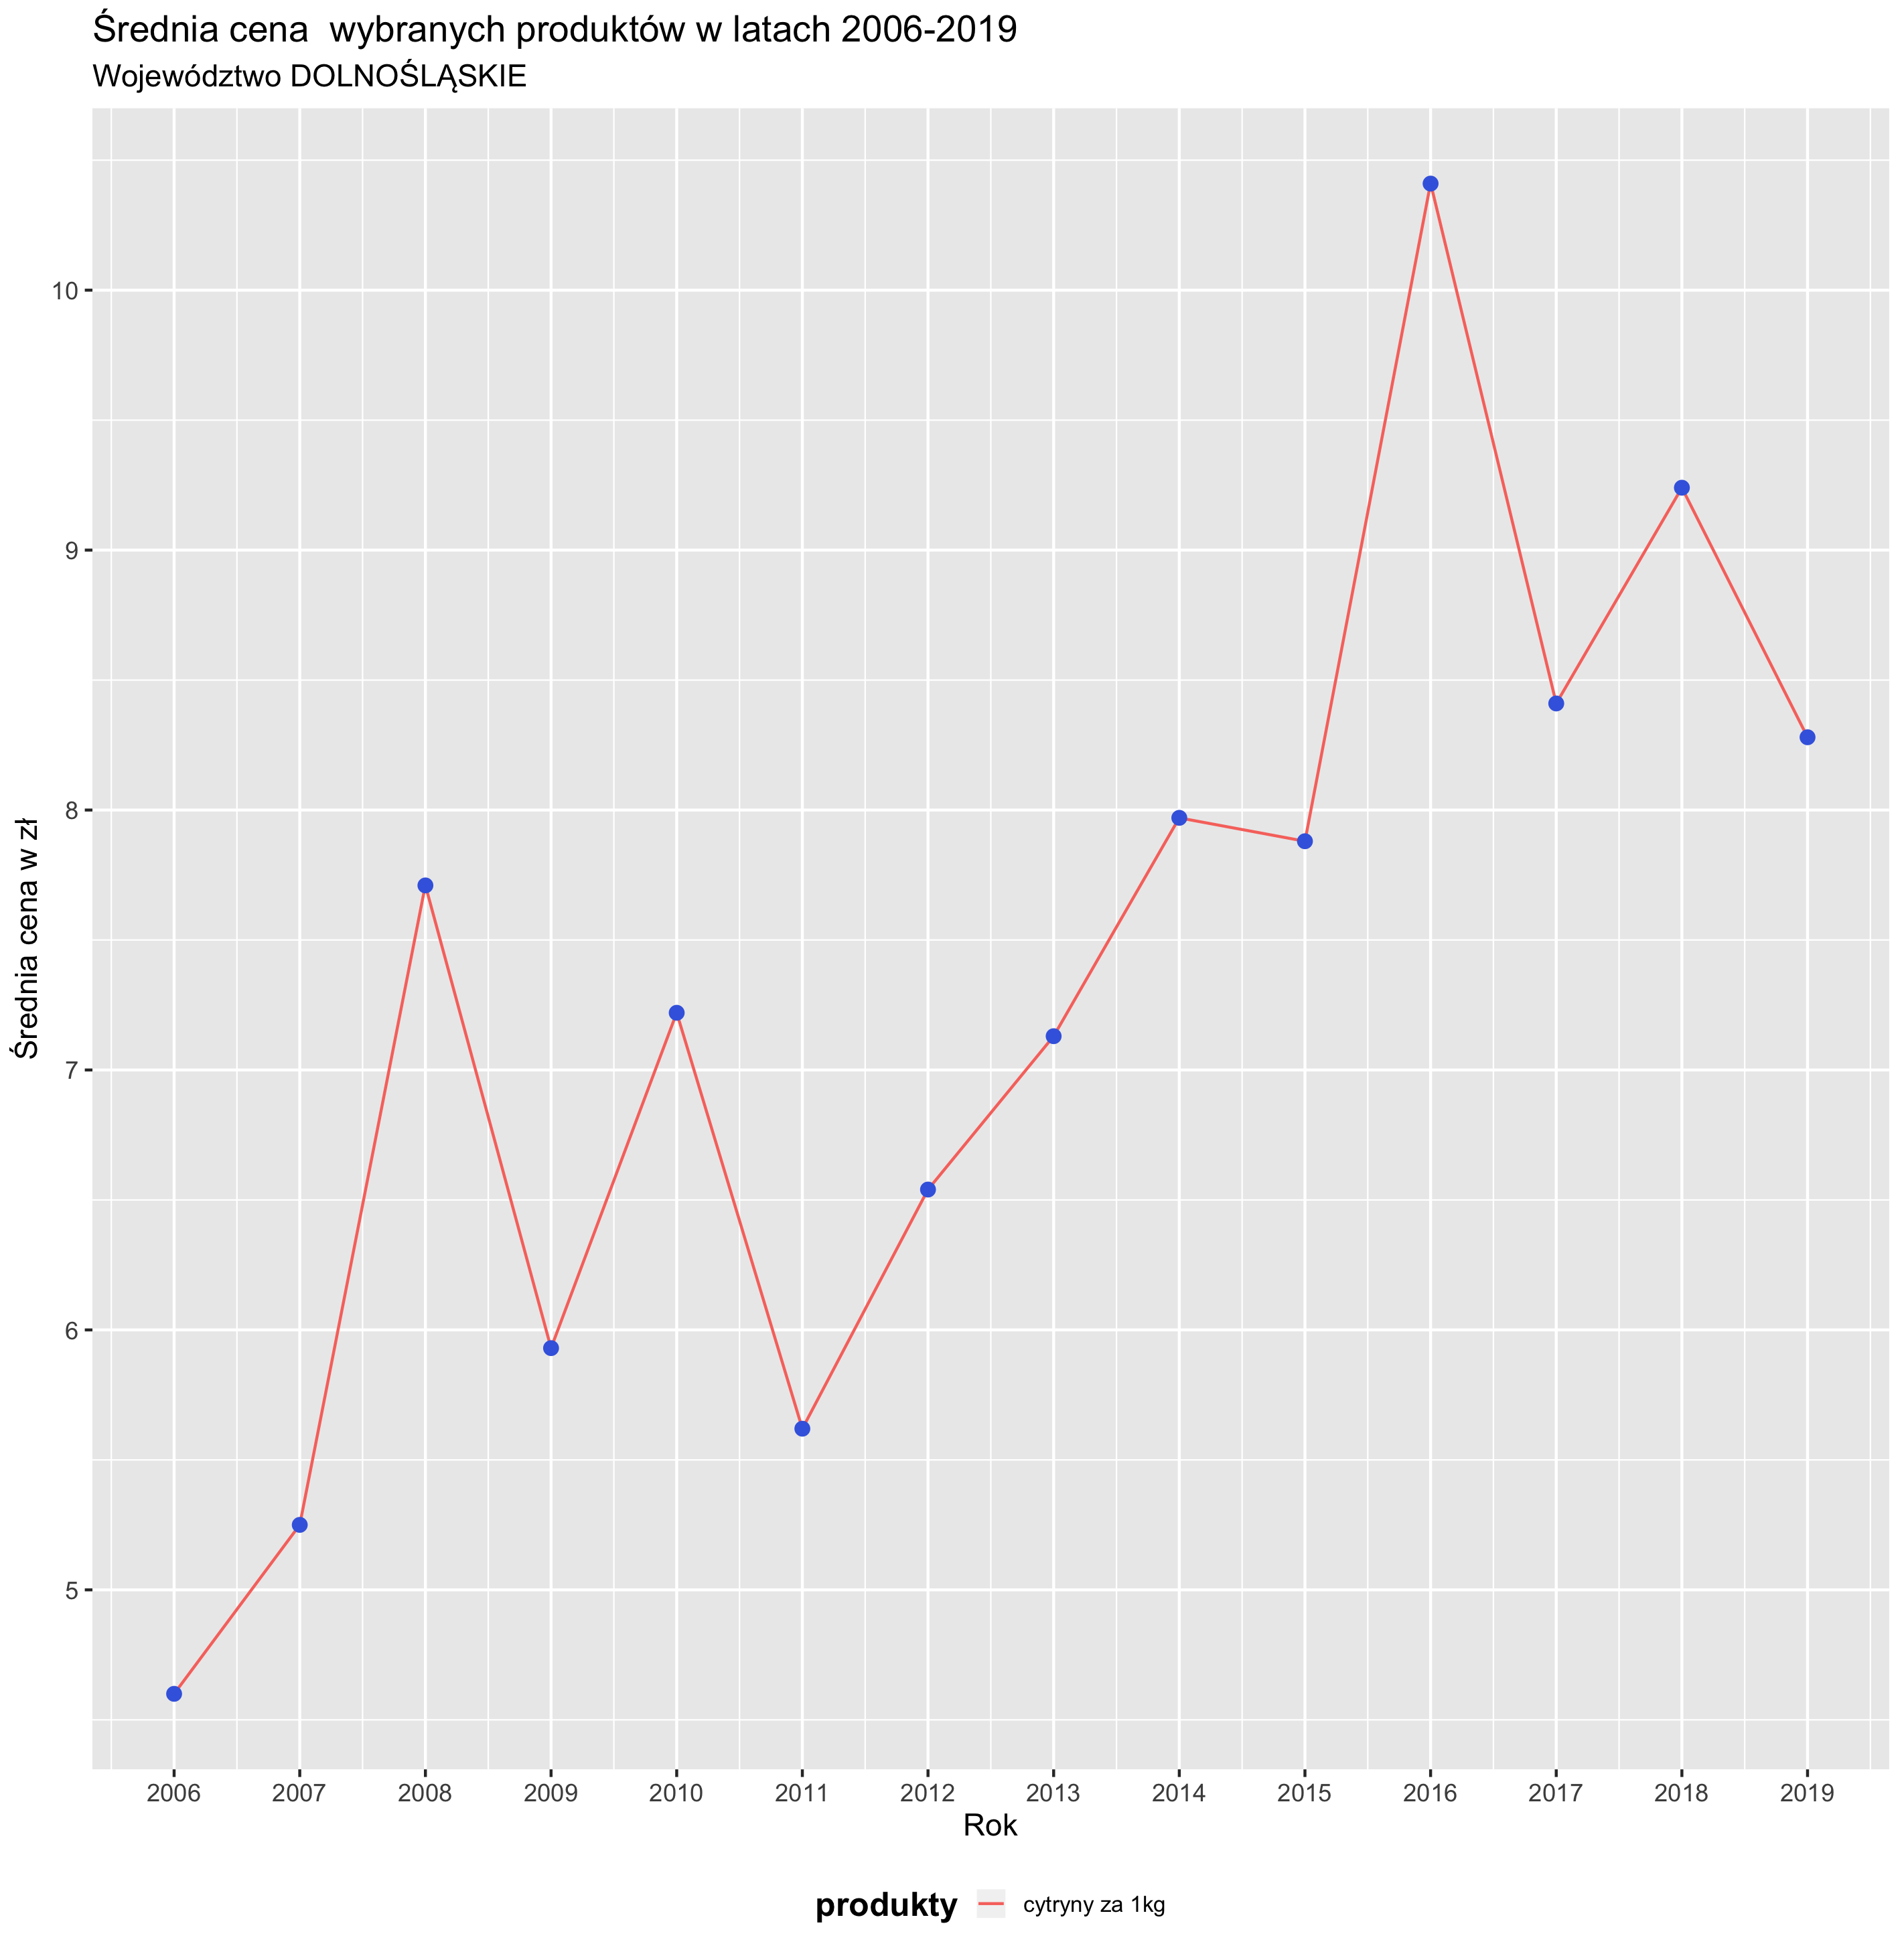 Średnia cena  wybranych produktów w latach 2006-2019
Województwo DOLNOŚLĄSKIE
Średnia cena w zł
10
9
8
7
6
5
2006 2007 2008 2009 2010 2011 2012 2013 2014 2015 2016 2017 2018 2019
Rok
produkty cytryny za 1kg